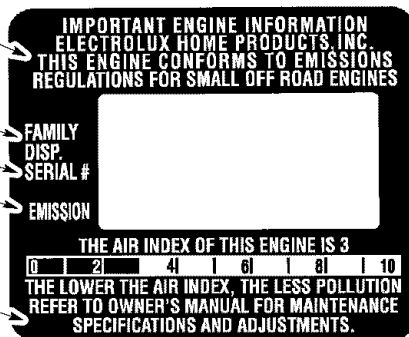 IMPORTANT ENGINE INFORMATION
ELECTROLUX HOME PRODUCTS, INC.
THIS ENGINE CONFORMS TO EMISSIONS
REGULATIONS FOR SMALL OFF ROAD ENGINES
FAMILY
DISP.
SERIAL #
EMISSION
THE AIR INDEX OF THIS ENGINE IS 3
0 2 4 6 8 10
THE LOWER THE AIR INDEX, THE LESS POLLUTION
REFER TO OWNER'S MANUAL FOR MAINTENANCE
SPECIFICATIONS AND ADJUSTMENTS.